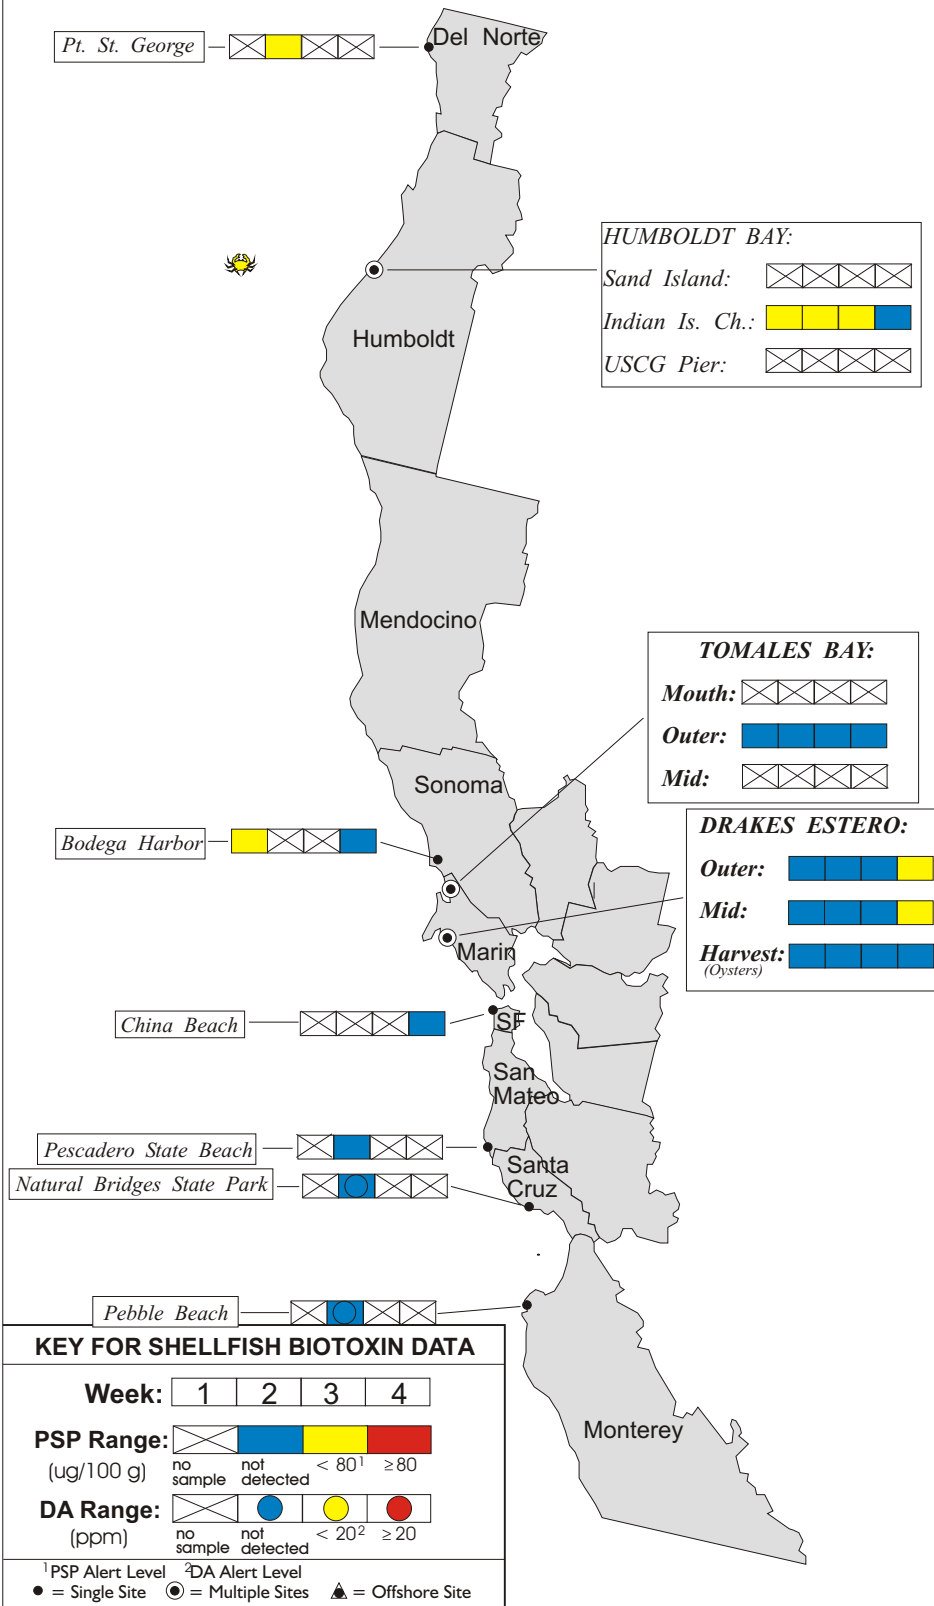 Pt. St. George
Del Norte
HUMBOLDT BAY:
Sand Island:
Indian Is. Ch.:
USCG Pier:
Humboldt
Mendocino
TOMALES BAY:
Mouth:
Outer:
Mid:
Sonoma
Bodega Harbor
DRAKES ESTERO:
Outer:
Mid:
Harvest:
(Oysters)
Marin
China Beach
SF
San
Mateo
Pescadero State Beach
Santa
Cruz
Natural Bridges State Park
Pebble Beach
Monterey
KEY FOR SHELLFISH BIOTOXIN DATA
Week: 1 2 3 4
PSP Range:
(ug/100 g)
no sample
not detected
< 80¹
≥80
DA Range:
(ppm)
no sample
not detected
< 20²
≥ 20
¹PSP Alert Level ²DA Alert Level
= Single Site = Multiple Sites = Offshore Site